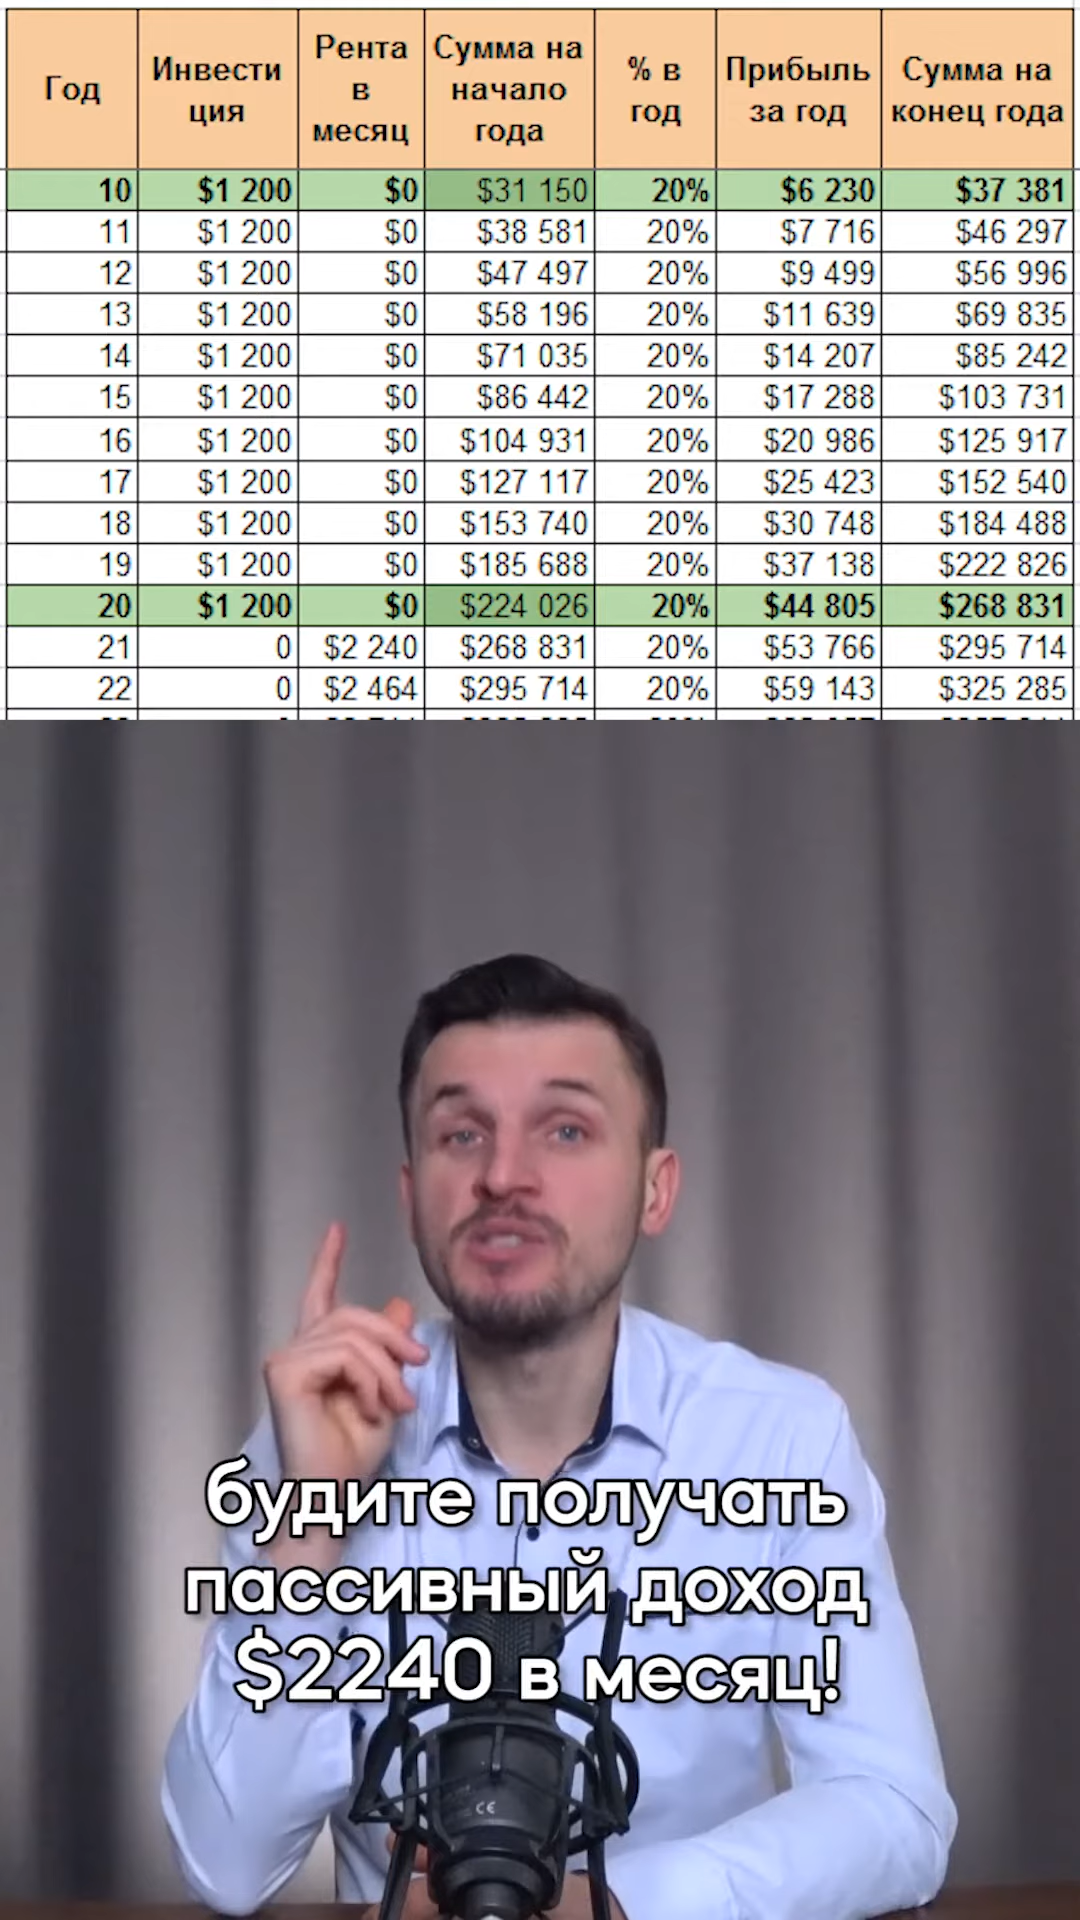 Год Инвести ция Рента в месяц Сумма на начало года % в год Прибыль за год Сумма на конец года
10 $1 200 $0 $31 150 20% $6 230 $37 381
11 $1 200 $0 $38 581 20% $7 716 $46 297
12 $1 200 $0 $47 497 20% $9 499 $56 996
13 $1 200 $0 $58 196 20% $11 639 $69 835
14 $1 200 $0 $71 035 20% $14 207 $85 242
15 $1 200 $0 $86 442 20% $17 288 $103 731
16 $1 200 $0 $104 931 20% $20 986 $125 917
17 $1 200 $0 $127 117 20% $25 423 $152 540
18 $1 200 $0 $153 740 20% $30 748 $184 488
19 $1 200 $0 $185 688 20% $37 138 $222 826
20 $1 200 $0 $224 026 20% $44 805 $268 831
21 0 $2 240 $268 831 20% $53 766 $295 714
22 0 $2 464 $295 714 20% $59 143 $325 285
будите получать
пассивный доход
$2240 в месяц!
CE